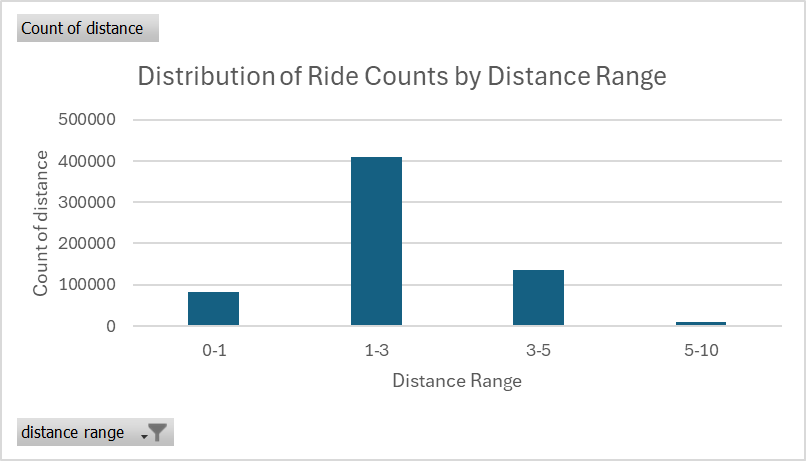 Count of distance
Distribution of Ride Counts by Distance Range
500000
400000
300000
200000
100000
0
Count of distance
0-1 1-3 3-5 5-10
Distance Range
distance range